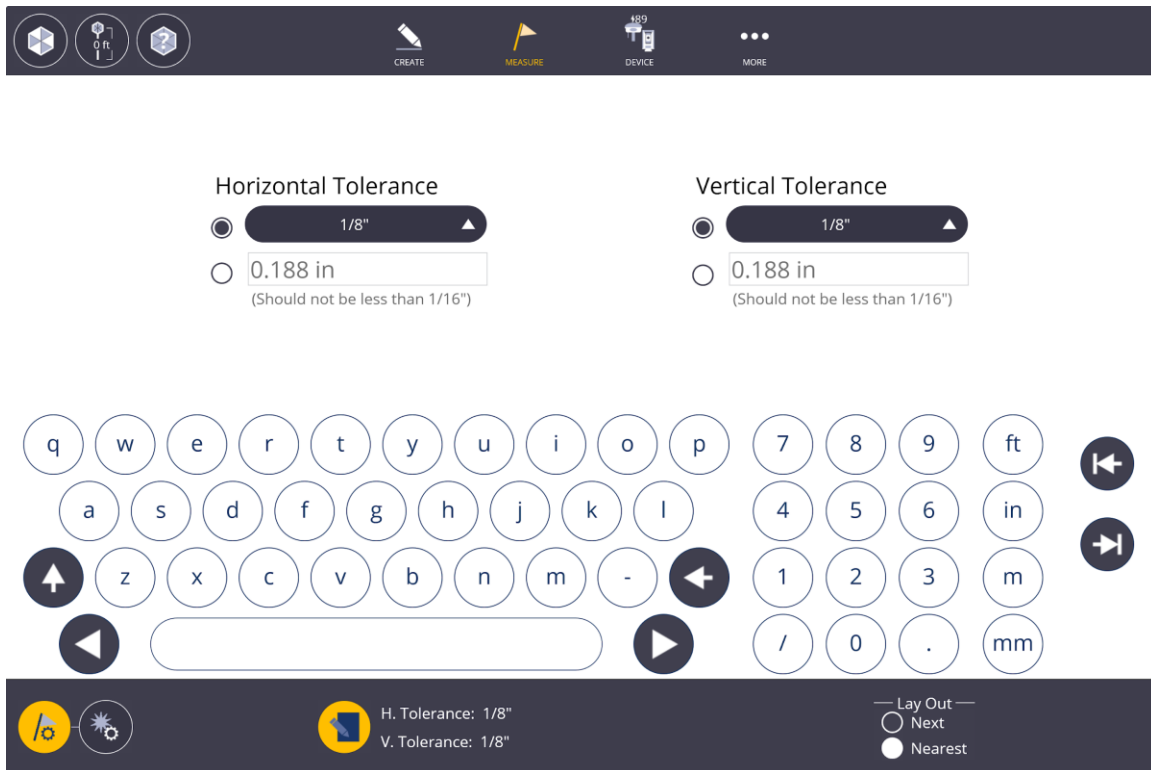 0 ft
?
CREATE
MEASURE
89
DEVICE
MORE
Horizontal Tolerance
1/8"
0.188 in
(Should not be less than 1/16")
Vertical Tolerance
1/8"
0.188 in
(Should not be less than 1/16")
q w e r t y u i o p 7 8 9 ft
a s d f g h j k l 4 5 6 in
z x c v b n m - 1 2 3 m
/ 0 . mm
H. Tolerance: 1/8"
V. Tolerance: 1/8"
Lay Out
Next
Nearest